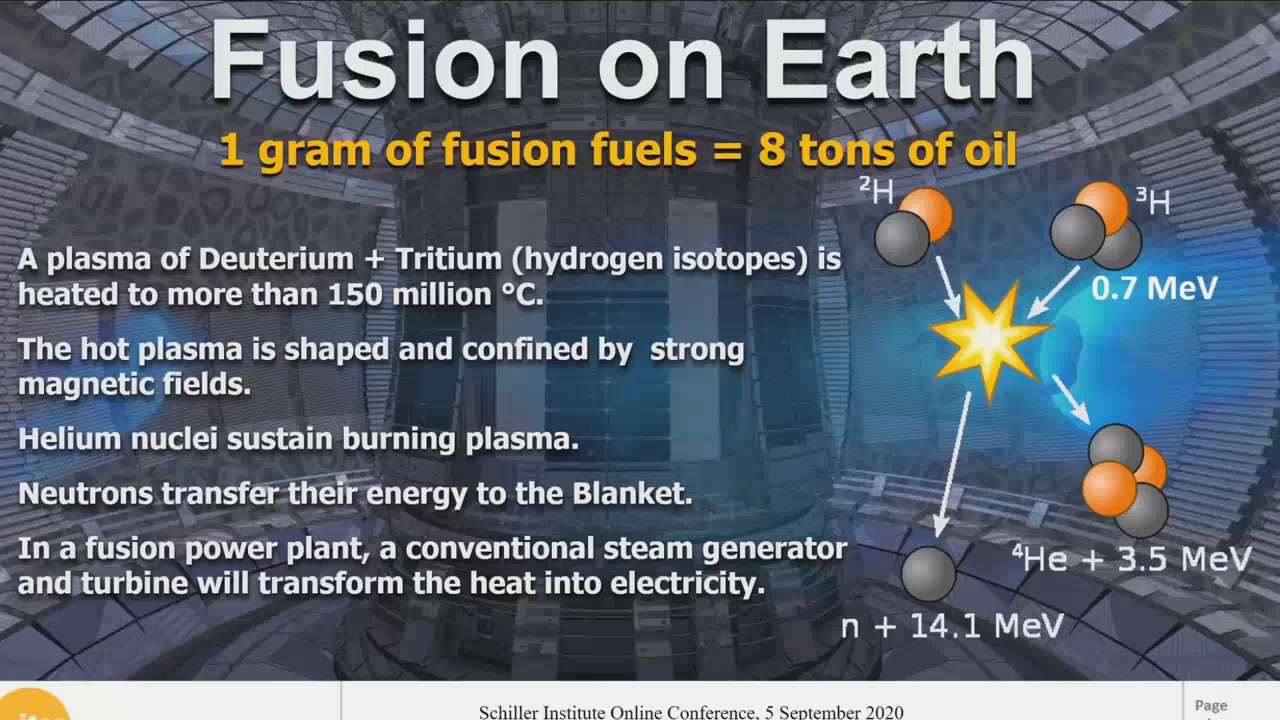 Fusion on Earth
1 gram of fusion fuels = 8 tons of oil
²H
³H
A plasma of Deuterium + Tritium (hydrogen isotopes) is
heated to more than 150 million °C.
0.7 MeV
The hot plasma is shaped and confined by strong
magnetic fields.
Helium nuclei sustain burning plasma.
Neutrons transfer their energy to the Blanket.
In a fusion power plant, a conventional steam generator
and turbine will transform the heat into electricity.
⁴He + 3.5 MeV
n + 14.1 MeV
Schiller Institute Online Conference, 5 September 2020
Page